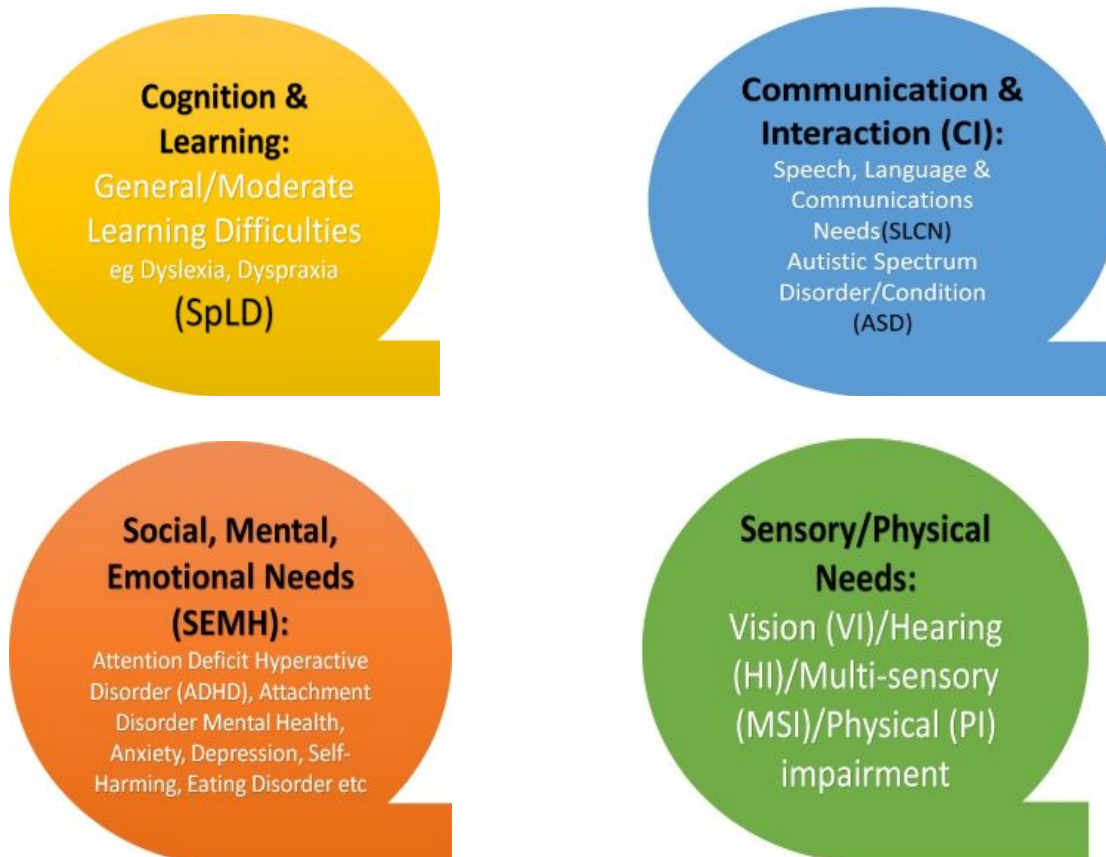 Cognition &
Learning:
General/Moderate
Learning Difficulties
eg Dyslexia, Dyspraxia
(SpLD)
Communication &
Interaction (CI):
Speech, Language &
Communications
Needs(SLCN)
Autistic Spectrum
Disorder/Condition
(ASD)
Social, Mental,
Emotional Needs
(SEMH):
Attention Deficit Hyperactive
Disorder (ADHD), Attachment
Disorder Mental Health,
Anxiety, Depression, Self-
Harming, Eating Disorder etc
Sensory/Physical
Needs:
Vision (VI)/Hearing
(HI)/Multi-sensory
(MSI)/Physical (PI)
impairment